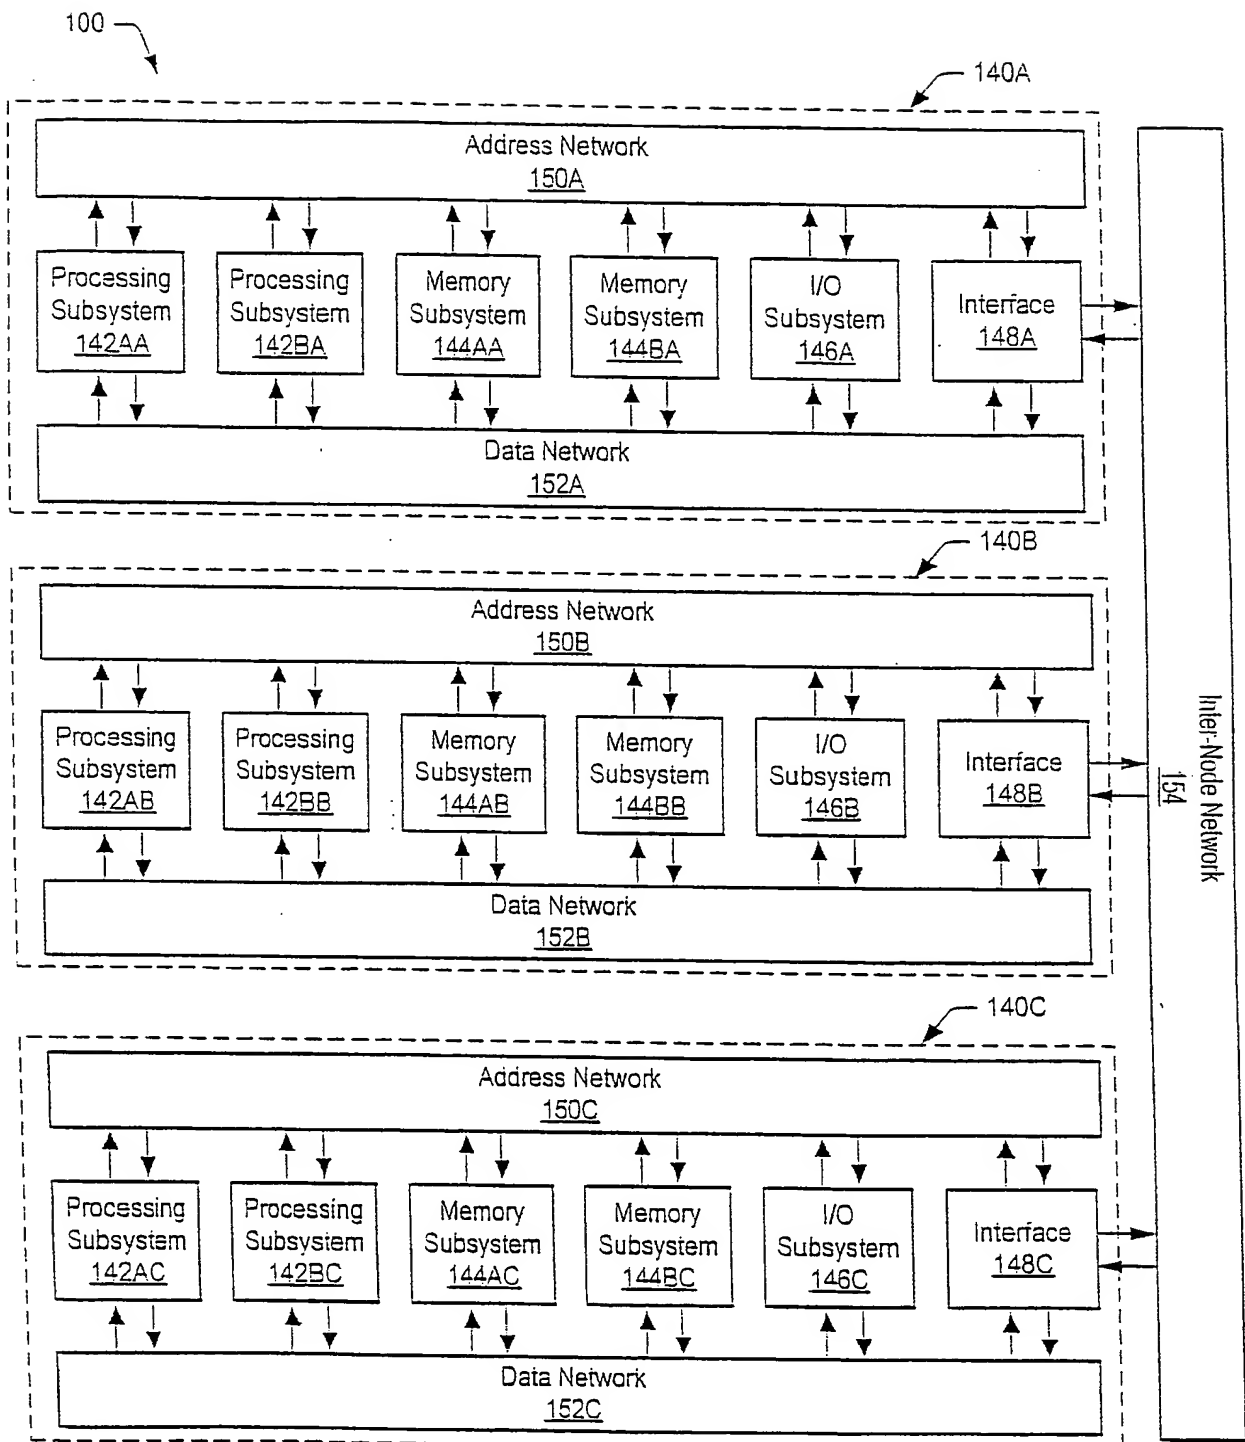 100
140A
Address Network
150A
Processing
Subsystem
142AA
Processing
Subsystem
142BA
Memory
Subsystem
144AA
Memory
Subsystem
144BA
I/O
Subsystem
146A
Interface
148A
Data Network
152A
140B
Address Network
150B
Processing
Subsystem
142AB
Processing
Subsystem
142BB
Memory
Subsystem
144AB
Memory
Subsystem
144BB
I/O
Subsystem
146B
Interface
148B
Data Network
152B
140C
Address Network
150C
Processing
Subsystem
142AC
Processing
Subsystem
142BC
Memory
Subsystem
144AC
Memory
Subsystem
144BC
I/O
Subsystem
146C
Interface
148C
Data Network
152C
Inter-Node Network
154